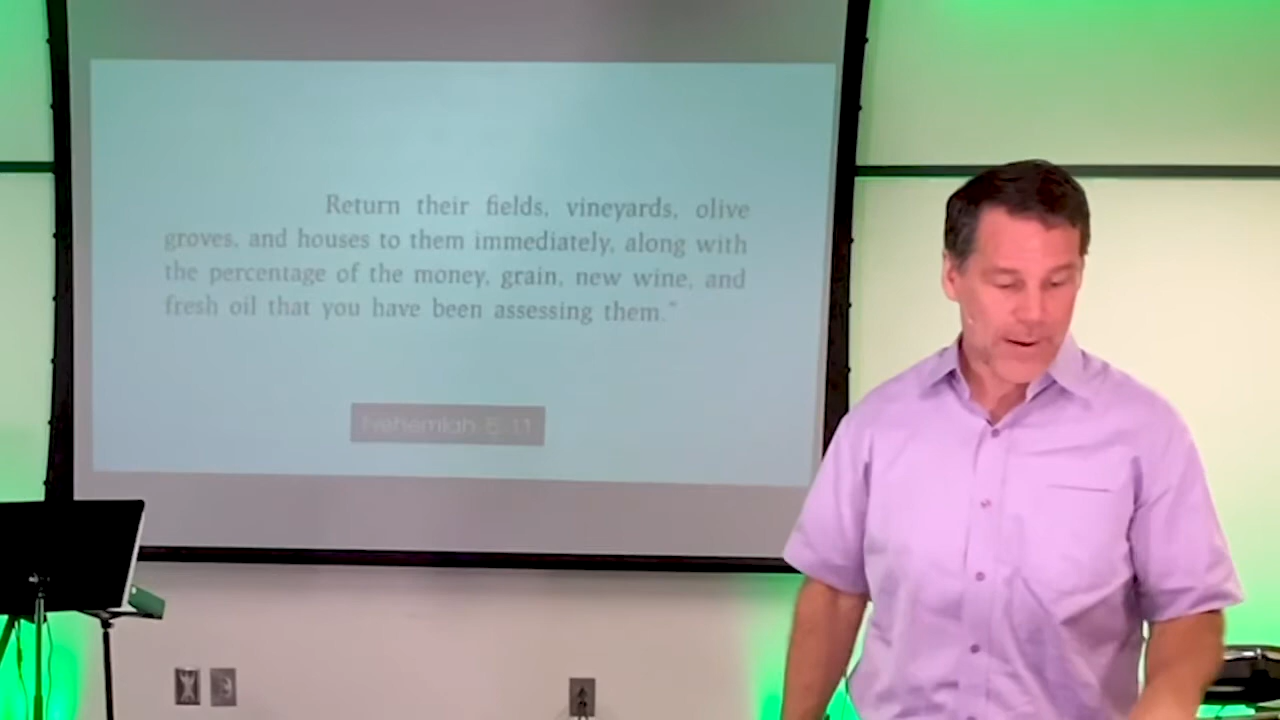 Return their fields, vineyards, olive
groves, and houses to them immediately, along with
the percentage of the money, grain, new wine, and
fresh oil that you have been assessing them."
Nehemiah 5:11